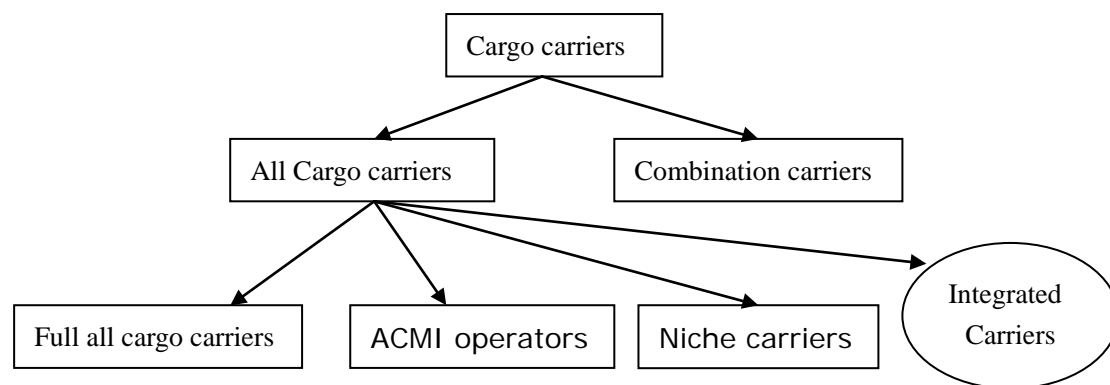 Cargo carriers
All Cargo carriers
Combination carriers
Full all cargo carriers
ACMI operators
Niche carriers
Integrated
Carriers